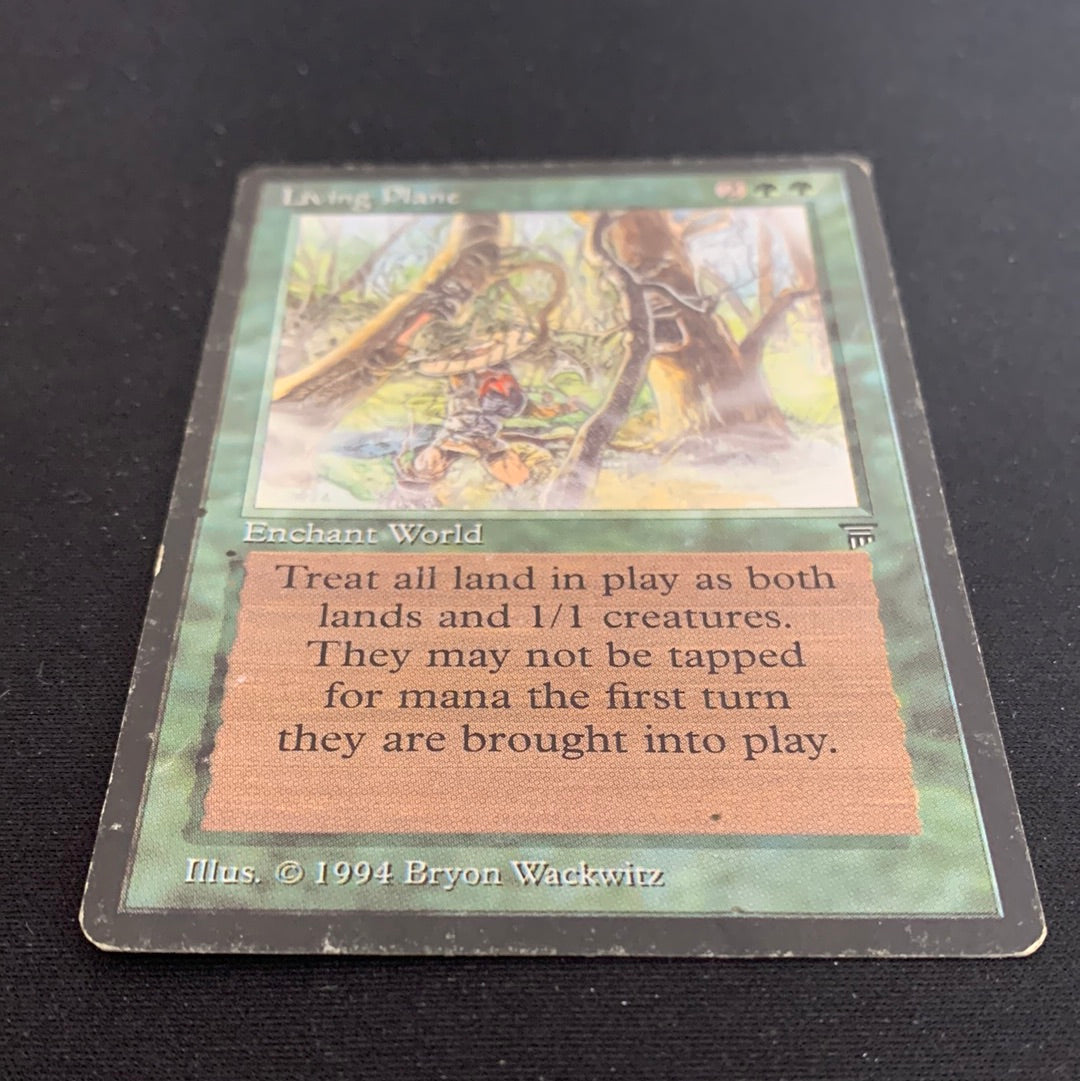 Living Plane
2
Enchant World
Treat all land in play as both
lands and 1/1 creatures.
They may not be tapped
for mana the first turn
they are brought into play.
Illus. © 1994 Bryon Wackwitz